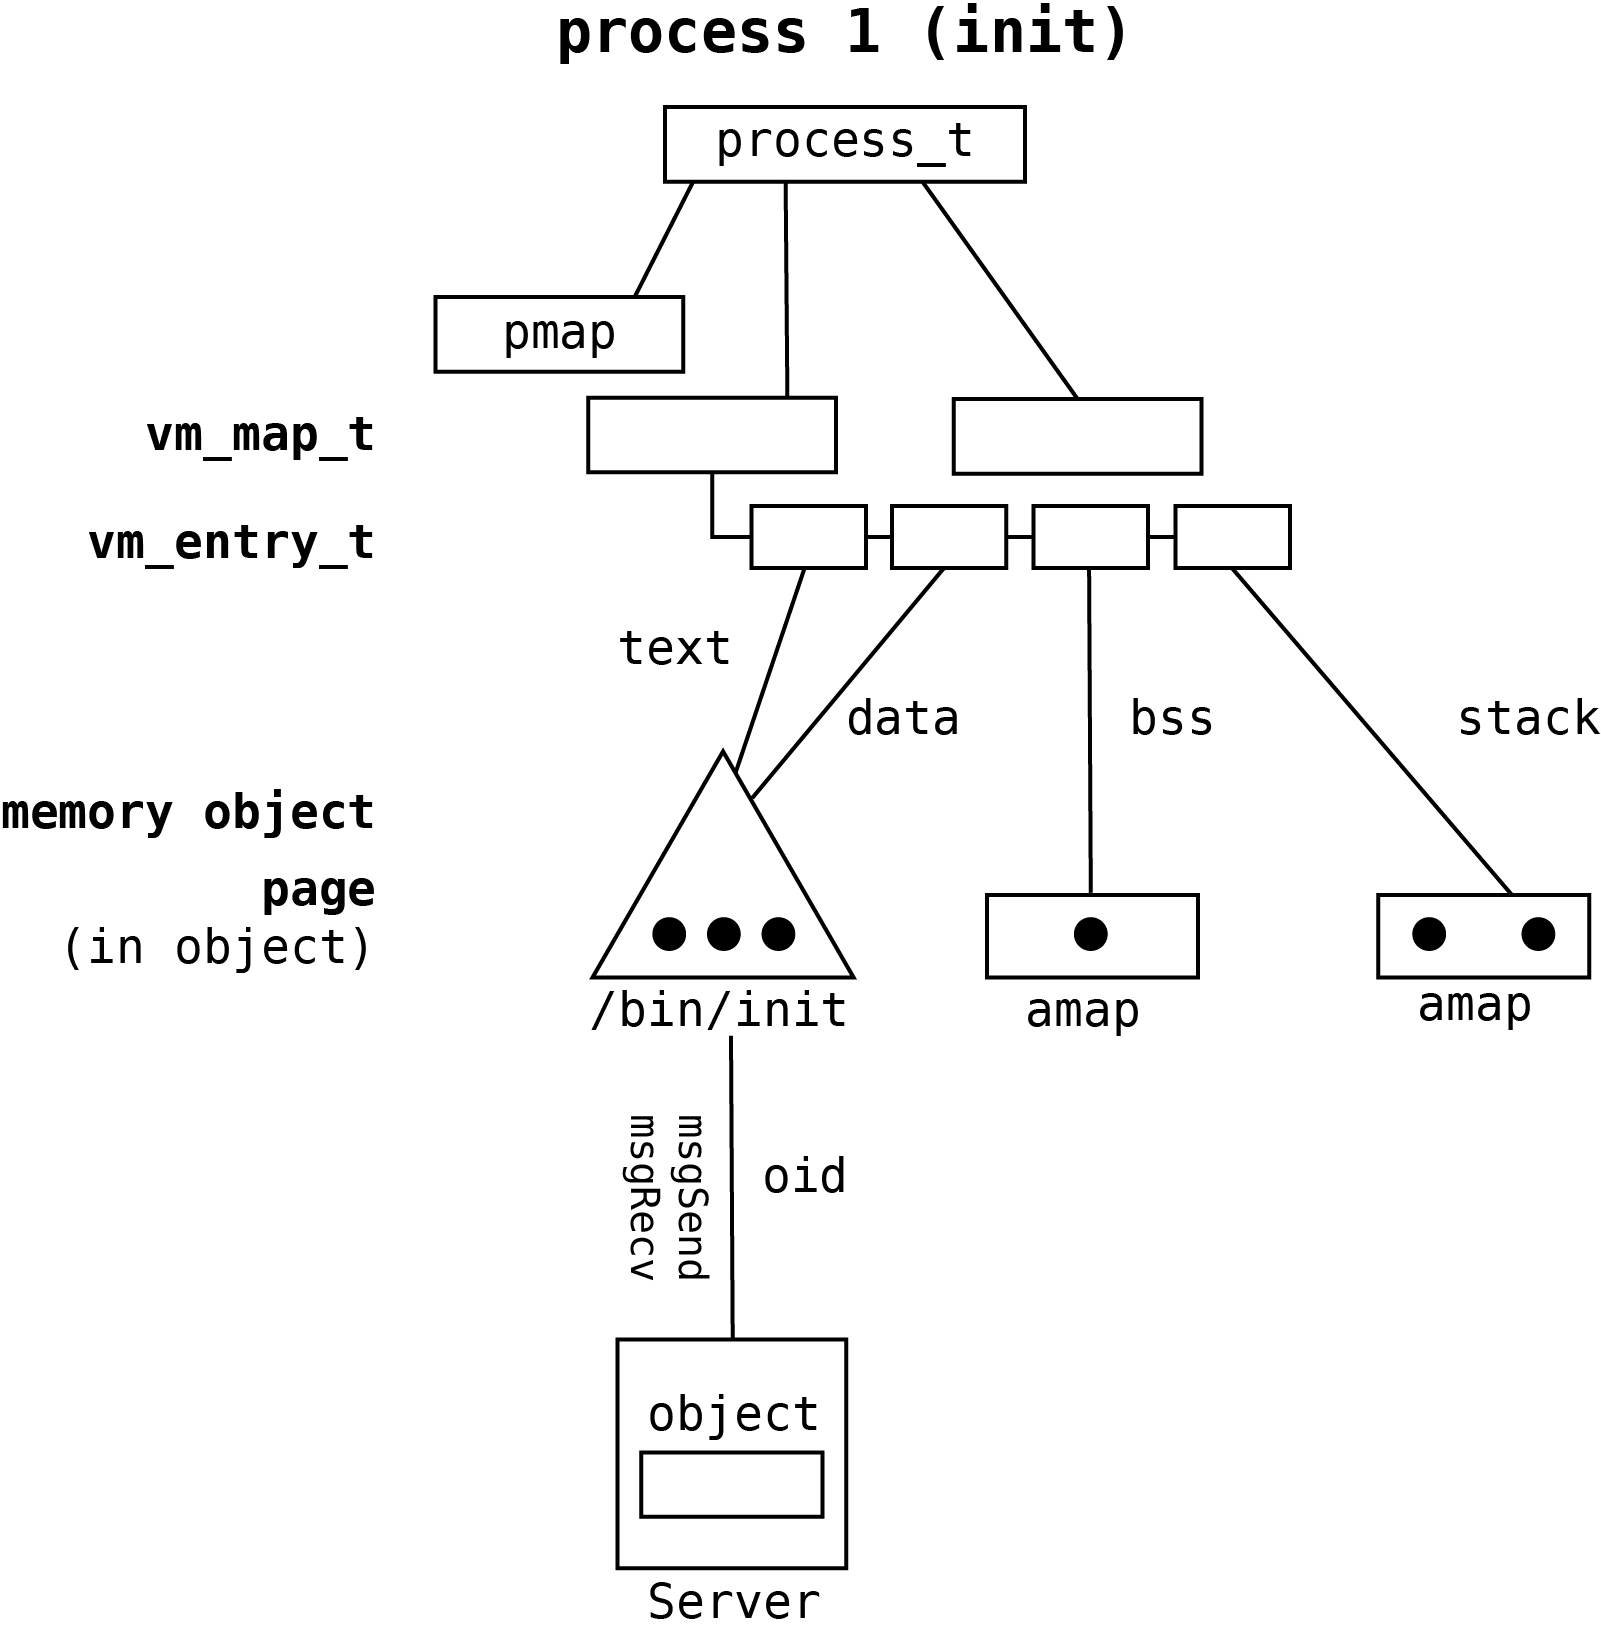 process 1 (init)
process_t
pmap
vm_map_t
vm_entry_t
text
data
bss
stack
memory object
page
(in object)
/bin/init
amap
amap
msgSend
msgRecv
oid
object
Server